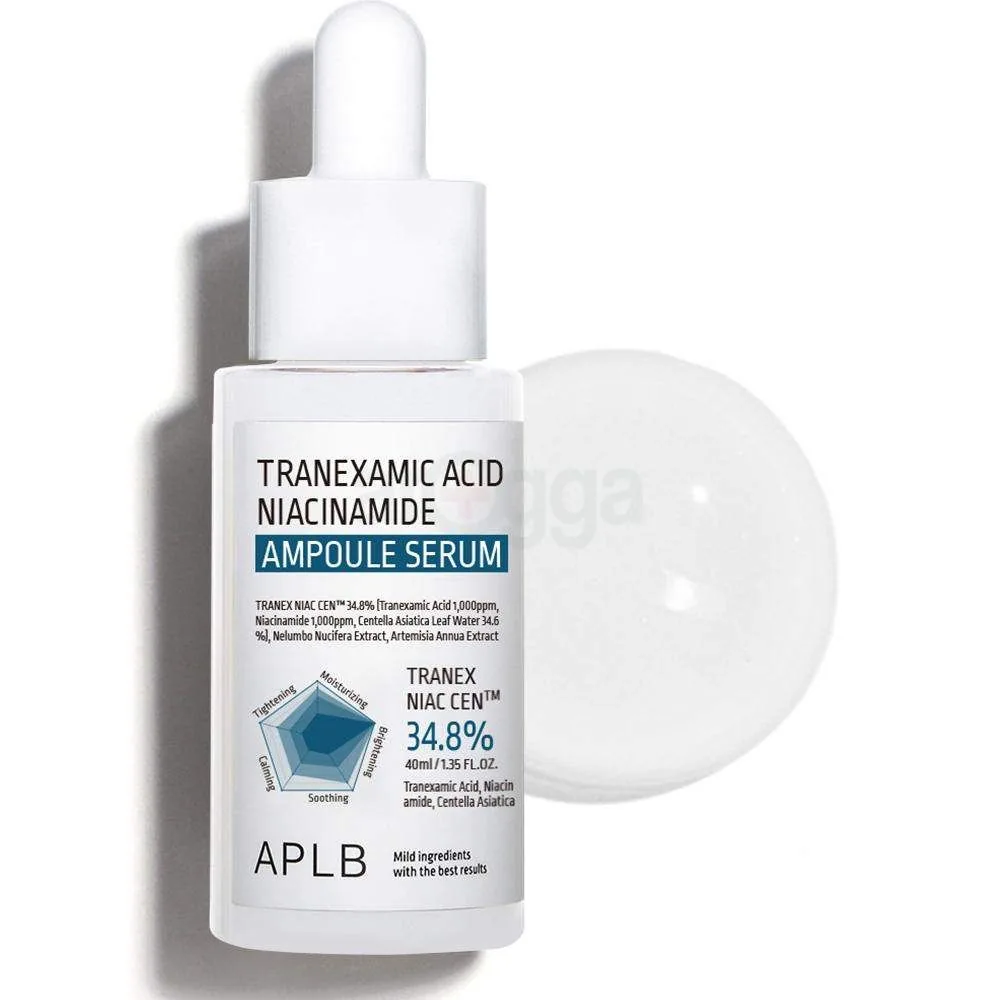 TRANEXAMIC ACID
NIACINAMIDE
AMPOULE SERUM
TRANEX NIAC CEN™ 34.8% (Tranexamic Acid 1,000ppm,
Niacinamide 1,000ppm, Centella Asiatica Leaf Water 34.6
%), Nelumbo Nucifera Extract, Artemisia Annua Extract
Tightening
Moisturizing
Brightening
Soothing
Calming
TRANEX
NIAC CEN™
34.8%
40ml / 1.35 FL.OZ.
Tranexamic Acid, Niacin
amide, Centella Asiatica
APLB
Mild ingredients
with the best results